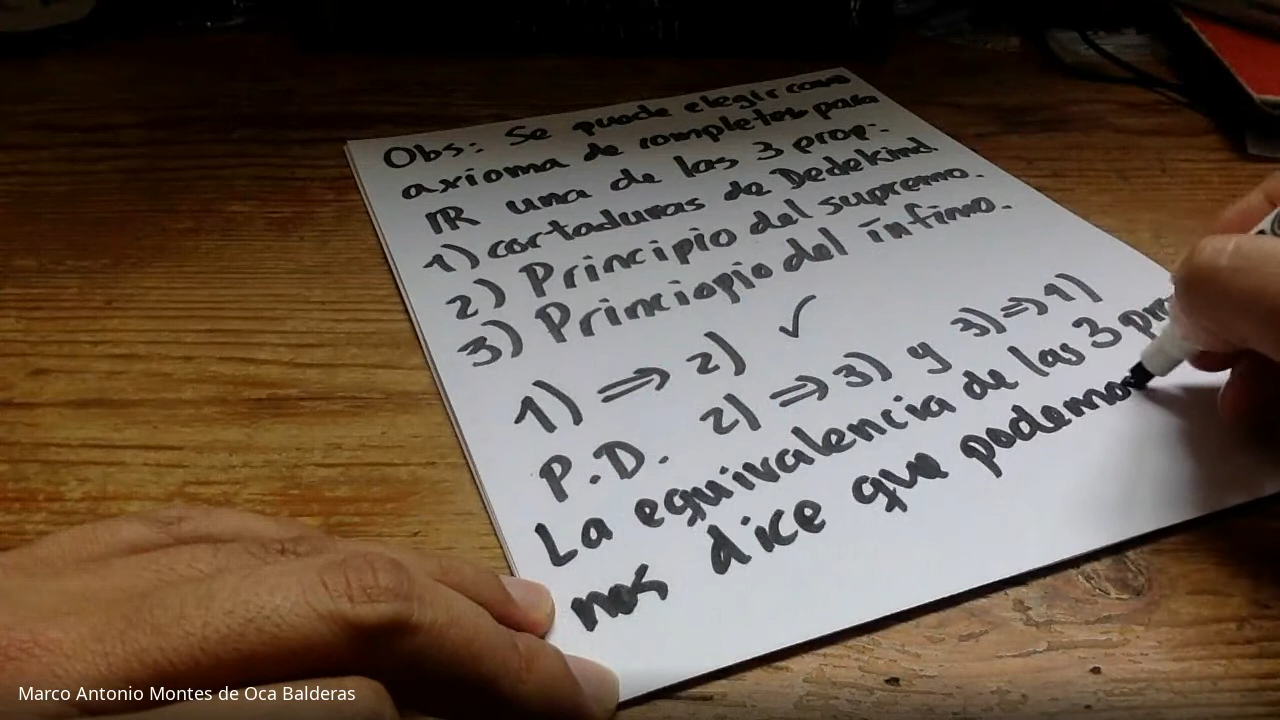 Obs: Se puede elegir como
axioma de completes para
IR una de las 3 prop:
1) cortaduras de Dedekind.
2) Principio del supremo.
3) Princiopio del ínfimo.
1) ⇒ 2) ✓
P.D. 2) ⇒ 3) y 3) ⇒ 1)
La equivalencia de las 3
nos dice que podemos
Marco Antonio Montes de Oca Balderas